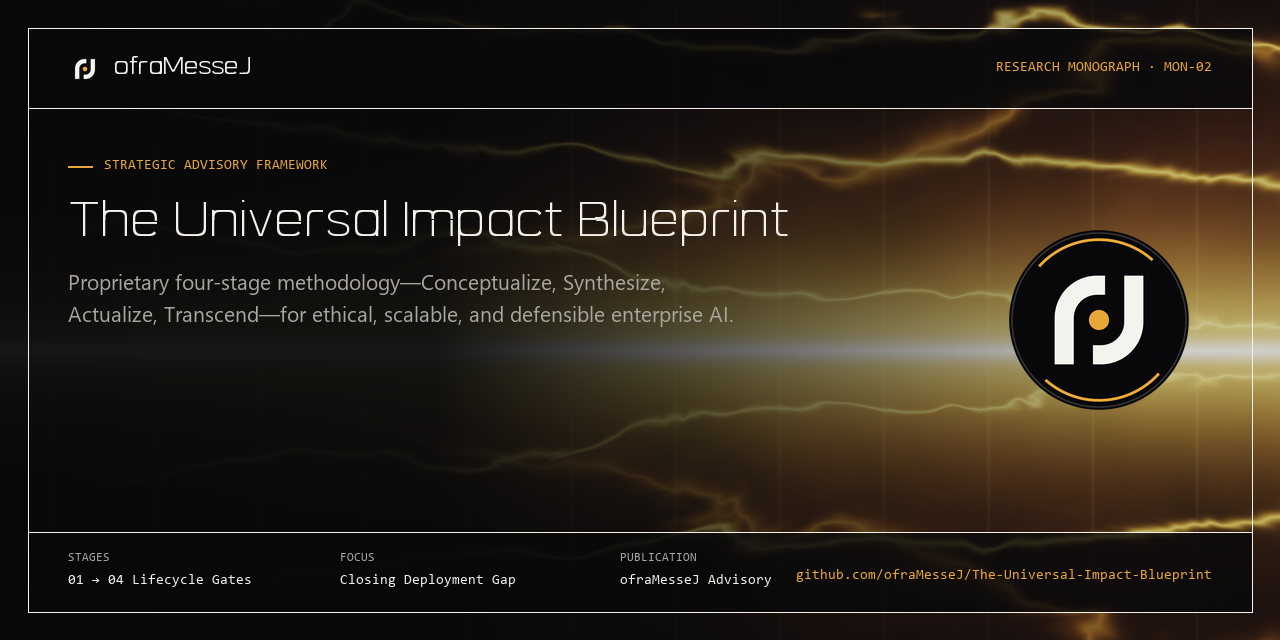 ofraMesseJ
RESEARCH MONOGRAPH · MON-02
STRATEGIC ADVISORY FRAMEWORK
The Universal Impact Blueprint
Proprietary four-stage methodology—Conceptualize, Synthesize,
Actualize, Transcend—for ethical, scalable, and defensible enterprise AI.
STAGES
01 → 04 Lifecycle Gates
FOCUS
Closing Deployment Gap
PUBLICATION
ofraMesseJ Advisory
github.com/ofraMesseJ/The-Universal-Impact-Blueprint